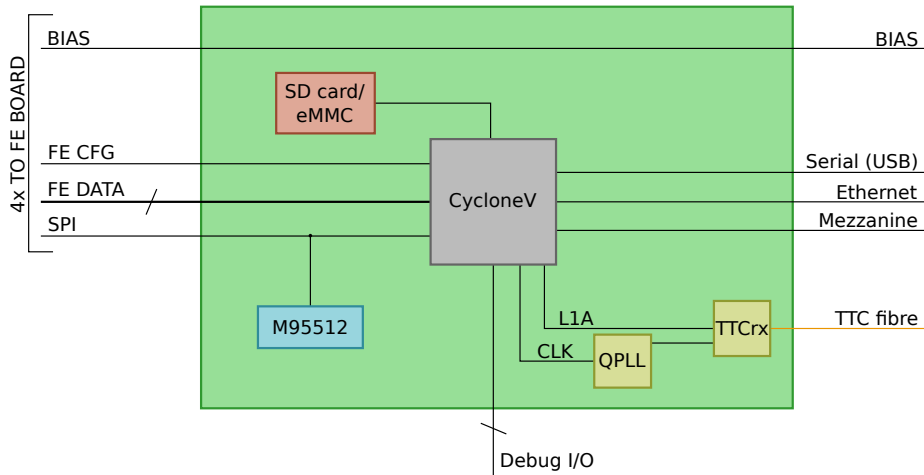 4x TO FE BOARD
BIAS
BIAS
SD card/
eMMC
FE CFG
FE DATA
SPI
CycloneV
Serial (USB)
Ethernet
Mezzanine
M95512
L1A
CLK
QPLL
TTCrx
TTC fibre
Debug I/O